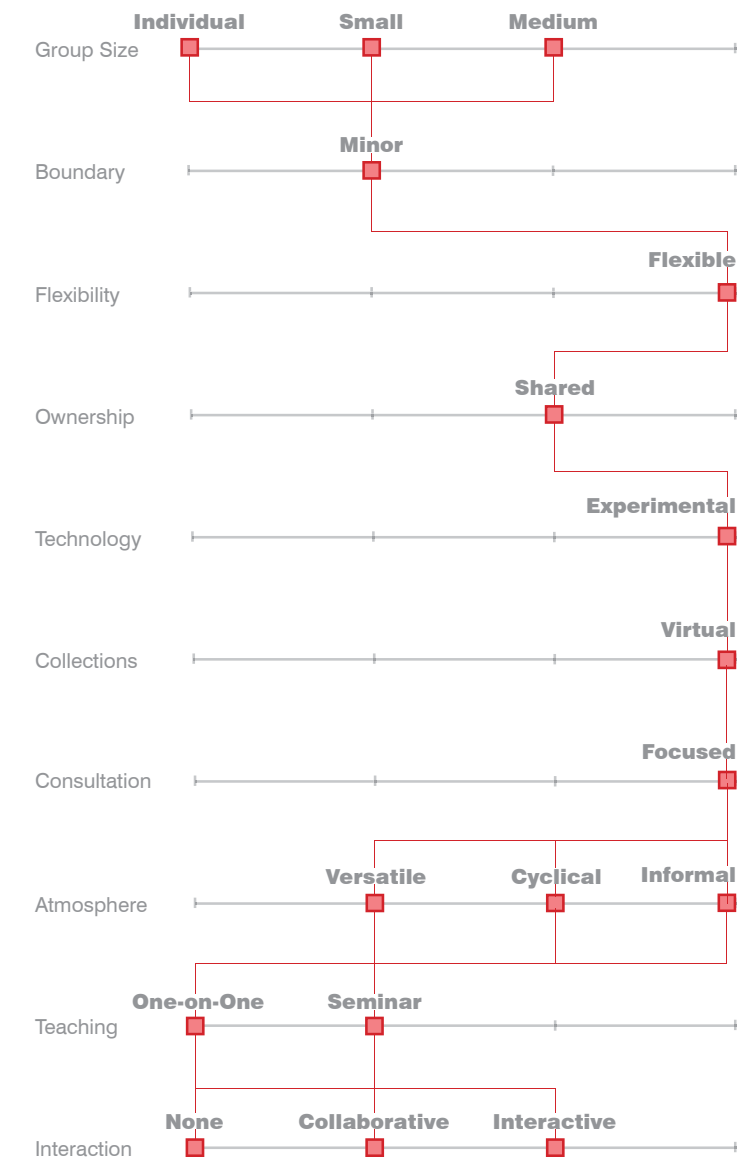 Individual Small Medium
Group Size
Minor
Boundary
Flexible
Flexibility
Shared
Ownership
Experimental
Technology
Virtual
Collections
Focused
Consultation
Versatile Cyclical Informal
Atmosphere
One-on-One Seminar
Teaching
None Collaborative Interactive
Interaction